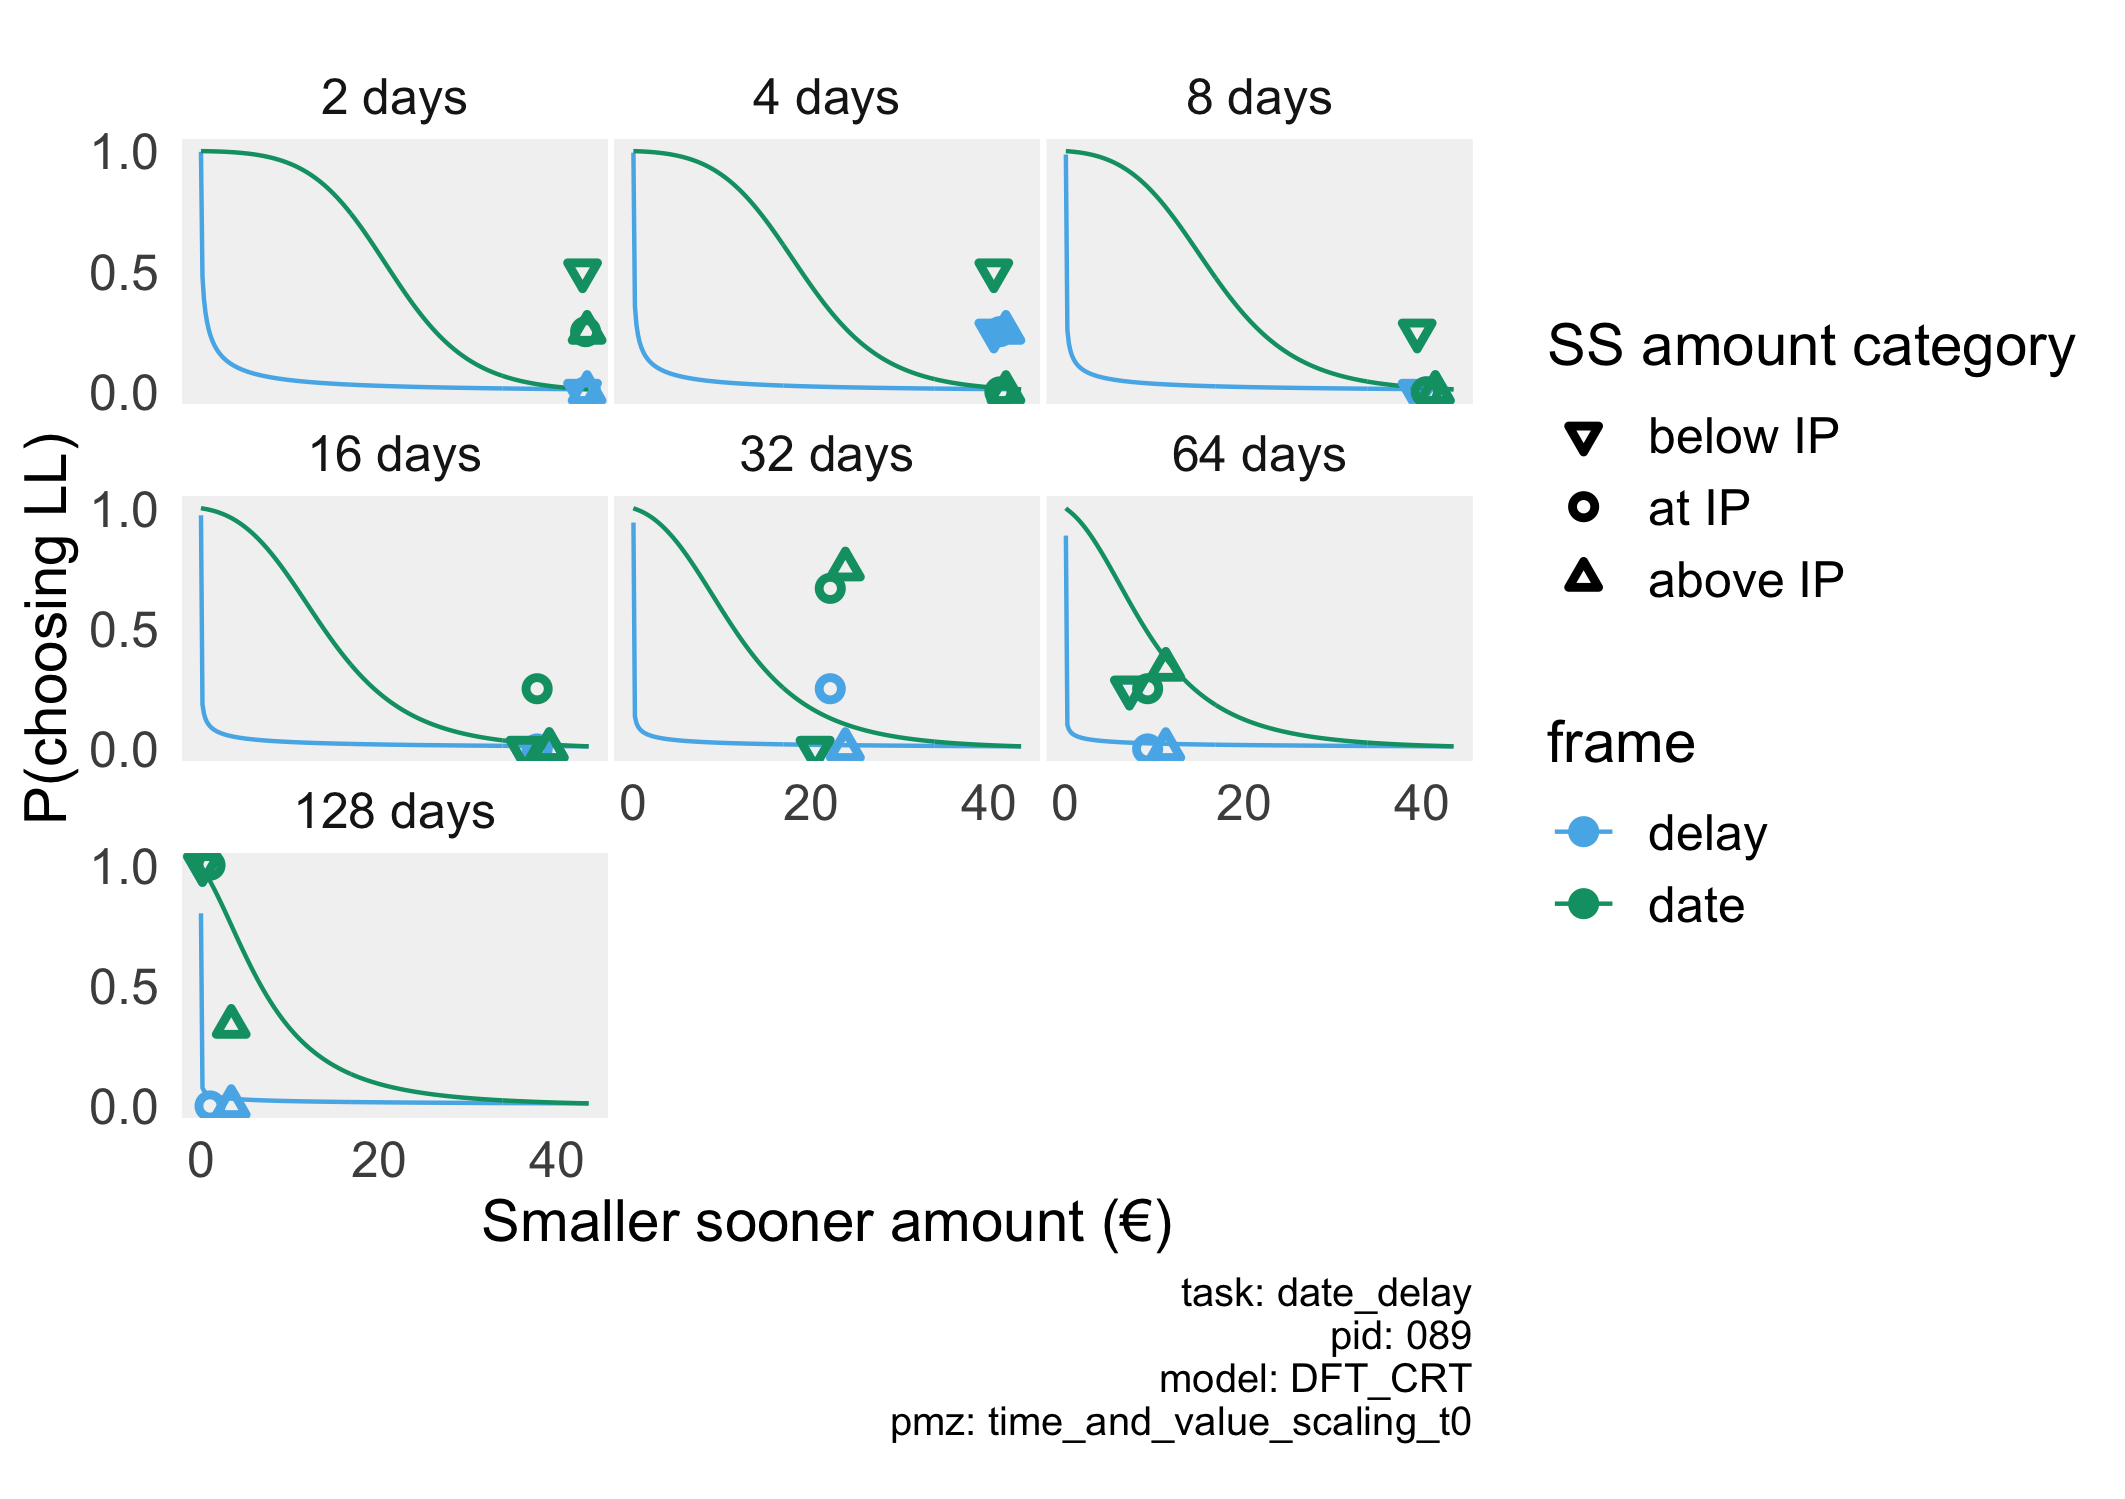 2 days
4 days
8 days
1.0
0.5
0.0
16 days
32 days
64 days
1.0
0.5
0.0
0 20 40
0 20 40
128 days
1.0
0.5
0.0
0 20 40
P(choosing LL)
Smaller sooner amount (€)
SS amount category
below IP
at IP
above IP
frame
delay
date
task: date_delay
pid: 089
model: DFT_CRT
pmz: time_and_value_scaling_t0